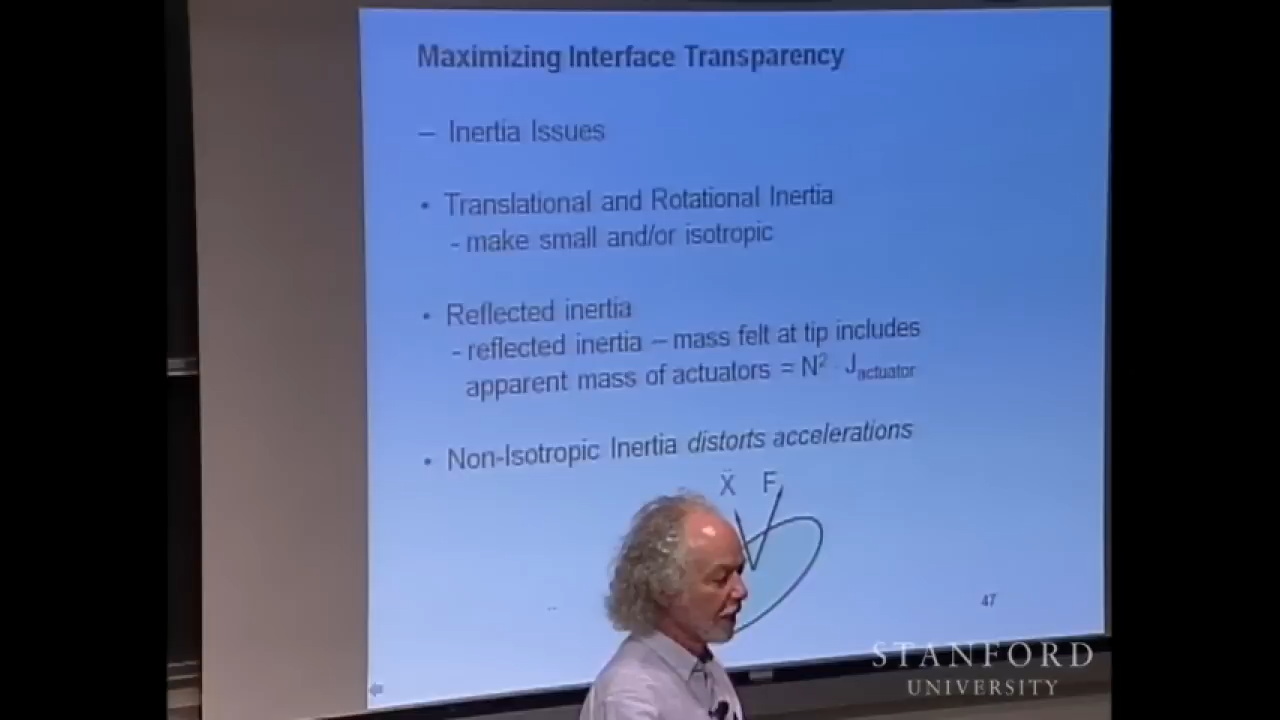 Maximizing Interface Transparency
– Inertia Issues
• Translational and Rotational Inertia
- make small and/or isotropic
• Reflected inertia
- reflected inertia – mass felt at tip includes
apparent mass of actuators = N² · J actuator
• Non-Isotropic Inertia distorts accelerations
Ẍ F
47
STANFORD
UNIVERSITY